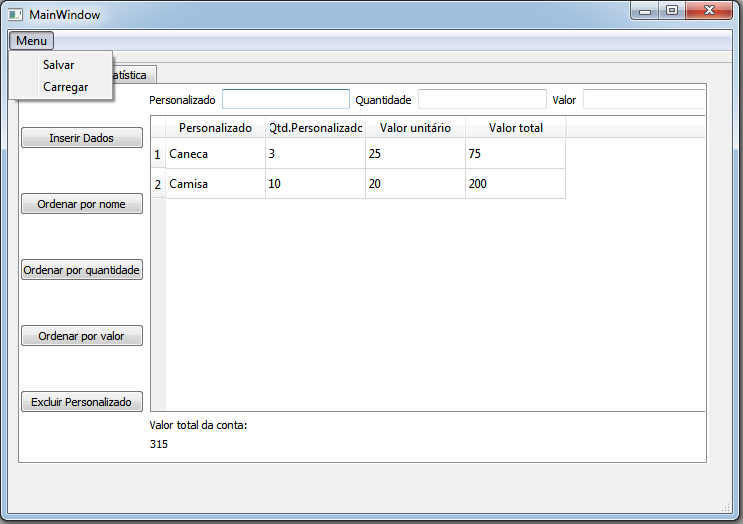 MainWindow
Menu
Salvar
Carregar
atística
Personalizado Quantidade Valor
Inserir Dados
Ordenar por nome
Ordenar por quantidade
Ordenar por valor
Excluir Personalizado
Personalizado Qtd.Personalizado Valor unitário Valor total
1 Caneca 3 25 75
2 Camisa 10 20 200
Valor total da conta:
315